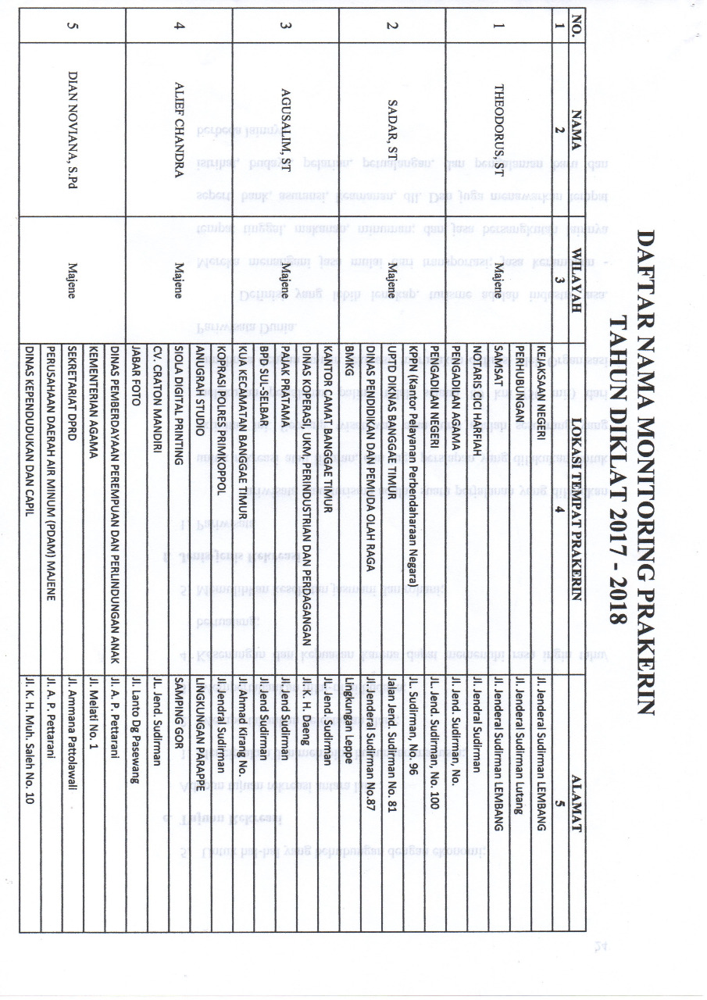 DAFTAR NAMA MONITORING PRAKERIN
TAHUN DIKLAT 2017 - 2018
NO. NAMA WILAYAH LOKASI TEMPAT PRAKERIN ALAMAT
1 2 3 4 5
KEJAKSAAN NEGERI Jl. Jenderal Sudirman LEMBANG
PERHUBUNGAN Jl. Jenderal Sudirman Lutang
1 THEODORUS, ST Majene SAMSAT Jl. Jenderal Sudirman LEMBANG
NOTARIS CICI HARFIAH Jl. Jendral Sudirman
PENGADILAN AGAMA Jl. Jend. Sudirman, No.
PENGADILAN NEGERI JL. Jend. Sudirman, No. 100
KPPN (Kantor Pelayanan Perbendaharaan Negara) JL. Sudirman, No. 96
2 SADAR, ST Majene UPTD DIKNAS BANGGAE TIMUR Jalan Jend. Sudirman No. 81
DINAS PENDIDIKAN DAN PEMUDA OLAH RAGA Jl. Jenderal Sudirman No.87
BMKG Lingkungan Leppe
KANTOR CAMAT BANGGAE TIMUR JL. Jend. Sudirman
DINAS KOPERASI, UKM, PERINDUSTRIAN DAN PERDAGANGAN Jl. K. H. Daeng
3 AGUSALIM, ST Majene PAJAK PRATAMA Jl. Jend Sudirman
BPD SUL-SELBAR Jl. Jend Sudirman
KUA KECAMATAN BANGGAE TIMUR Jl. Ahmad Kirang No.
KOPRASI POLRES PRIMKOPPOL Jl. Jendral Sudirman
ANUGRAH STUDIO LINGKUNGAN PARAPPE
4 ALIEF CHANDRA Majene SIOLA DIGITAL PRINTING SAMPING GOR
CV. CRATON MANDIRI JL. Jend. Sudirman
JABAR FOTO Jl. Lanto Dg Pasewang
DINAS PEMBERDAYAAN PEREMPUAN DAN PERLINDUNGAN ANAK Jl. A. P. Pettarani
KEMENTERIAN AGAMA Jl. Melati No. 1
5 DIAN NOVIANA, S.Pd Majene SEKRETARIAT DPRD Jl. Ammana Pattolawali
PERUSAHAAN DAERAH AIR MINUM (PDAM) MAJENE Jl. A. P. Pettarani
DINAS KEPENDUDUKAN DAN CAPIL Jl. K. H. Muh. Saleh No. 10